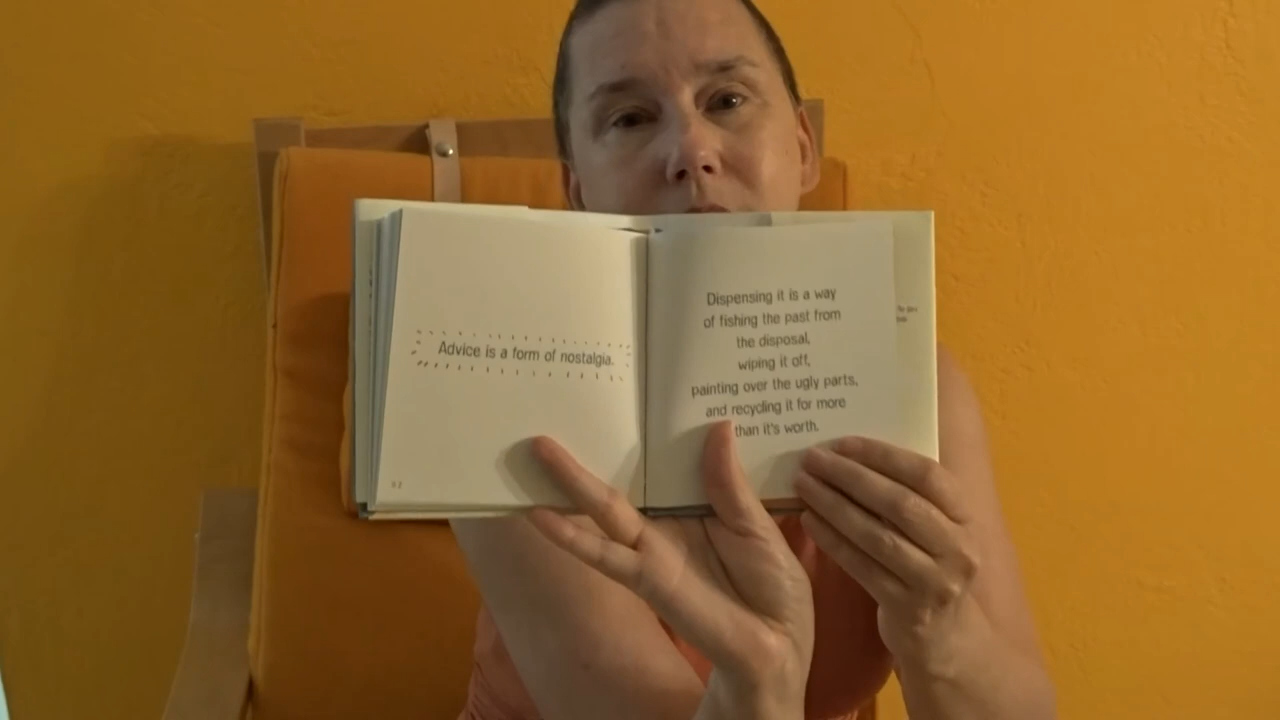 Advice is a form of nostalgia.
Dispensing it is a way
of fishing the past from
the disposal,
wiping it off,
painting over the ugly parts,
and recycling it for more
than it's worth.